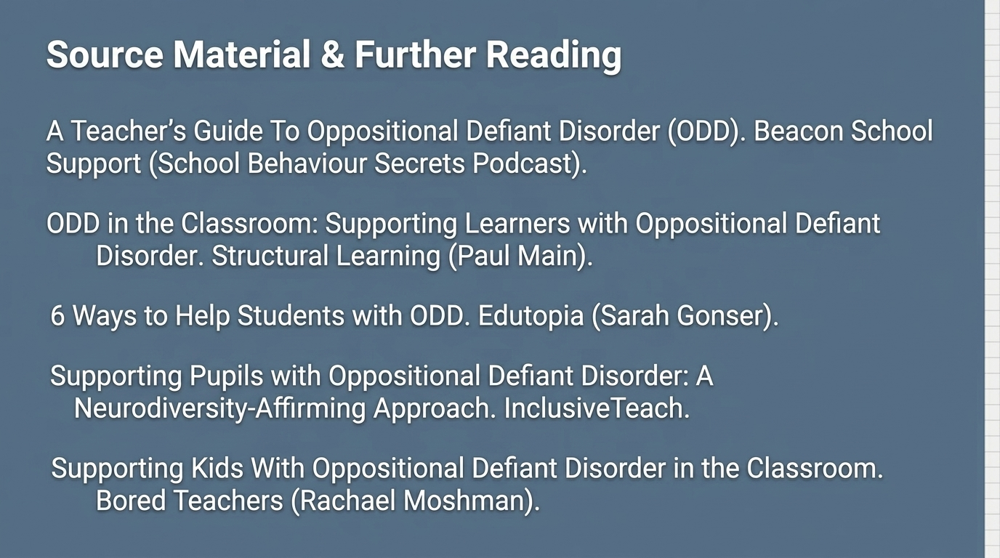 Source Material & Further Reading
A Teacher’s Guide To Oppositional Defiant Disorder (ODD). Beacon School
Support (School Behaviour Secrets Podcast).
ODD in the Classroom: Supporting Learners with Oppositional Defiant
Disorder. Structural Learning (Paul Main).
6 Ways to Help Students with ODD. Edutopia (Sarah Gonser).
Supporting Pupils with Oppositional Defiant Disorder: A
Neurodiversity-Affirming Approach. InclusiveTeach.
Supporting Kids With Oppositional Defiant Disorder in the Classroom.
Bored Teachers (Rachael Moshman).